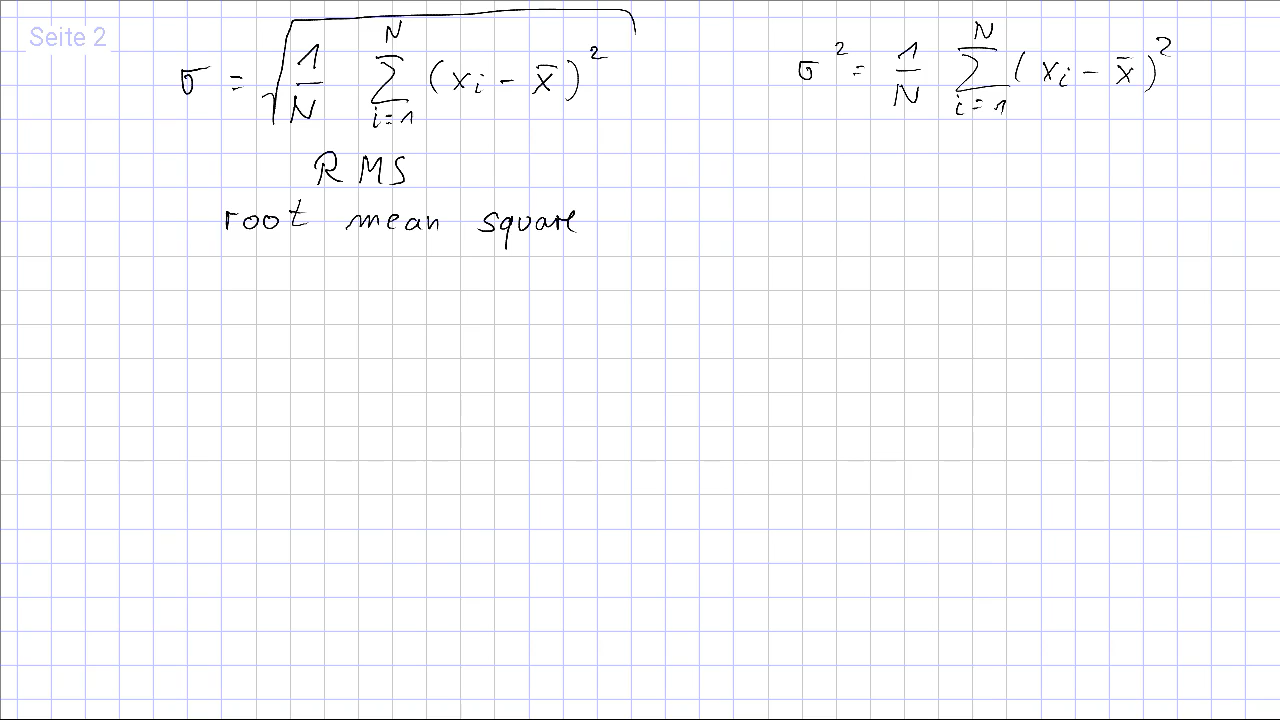 Seite 2
σ = √(1/N ∑_{i=1}^{N} (x_i − x̄)²)
σ² = 1/N ∑_{i=1}^{N} (x_i − x̄)²
RMS
root mean square